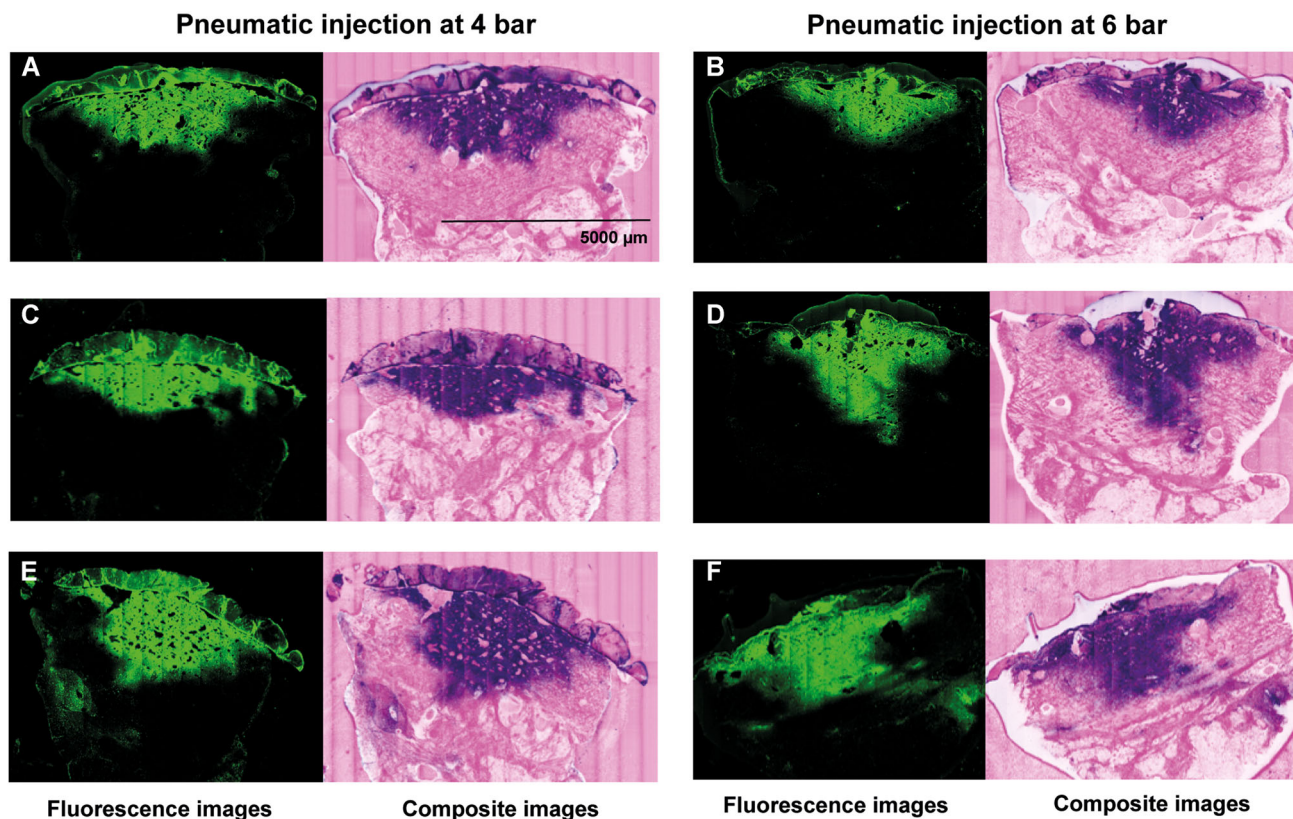 Pneumatic injection at 4 bar
Pneumatic injection at 6 bar
A
B
5000 µm
C
D
E
F
Fluorescence images
Composite images
Fluorescence images
Composite images